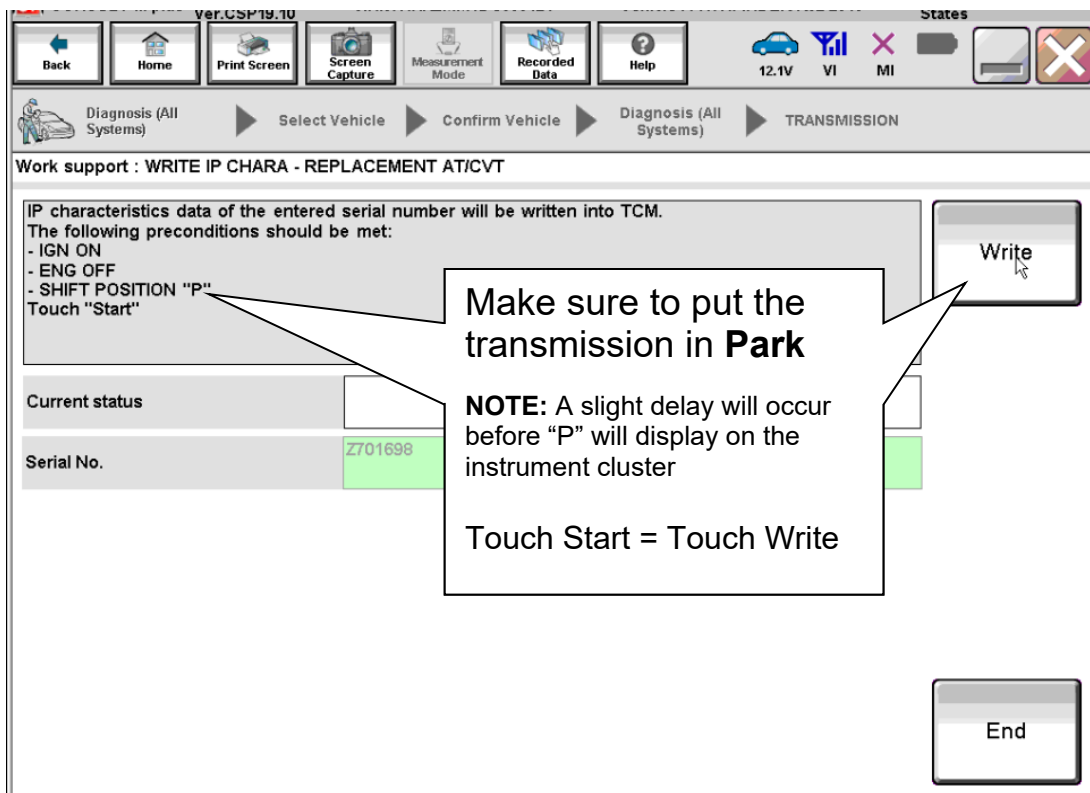 Ver.CSP19.10
States
Back
Home
Print Screen
Screen
Capture
Measurement
Mode
Recorded
Data
Help
12.1V
VI
MI
Diagnosis (All
Systems)
Select Vehicle
Confirm Vehicle
Diagnosis (All
Systems)
TRANSMISSION
Work support : WRITE IP CHARA - REPLACEMENT AT/CVT
IP characteristics data of the entered serial number will be written into TCM.
The following preconditions should be met:
- IGN ON
- ENG OFF
- SHIFT POSITION "P"
Touch "Start"
Write
Make sure to put the
transmission in Park
NOTE: A slight delay will occur
before “P” will display on the
instrument cluster
Touch Start = Touch Write
Current status
Serial No.
Z701698
End